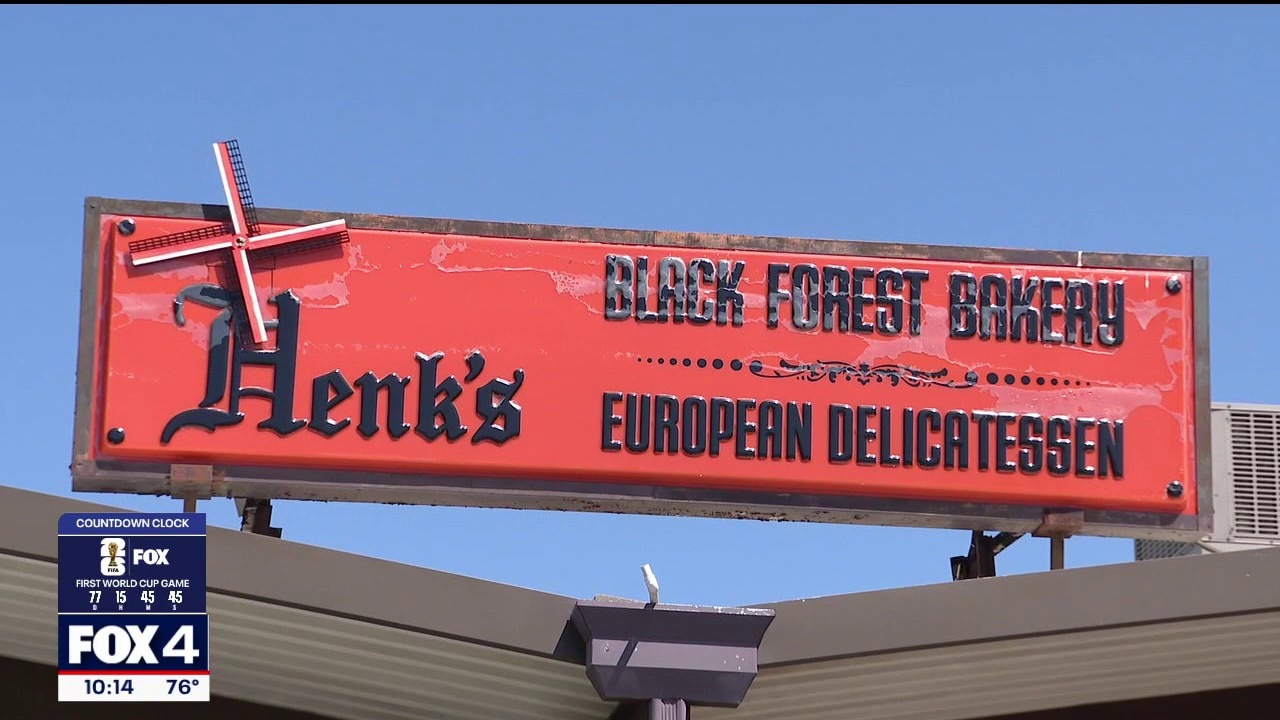 Henk's
BLACK FOREST BAKERY
EUROPEAN DELICATESSEN
COUNTDOWN CLOCK
FIFA
FOX
FIRST WORLD CUP GAME
77 15 45 45
D H M S
FOX 4
10:14 76°